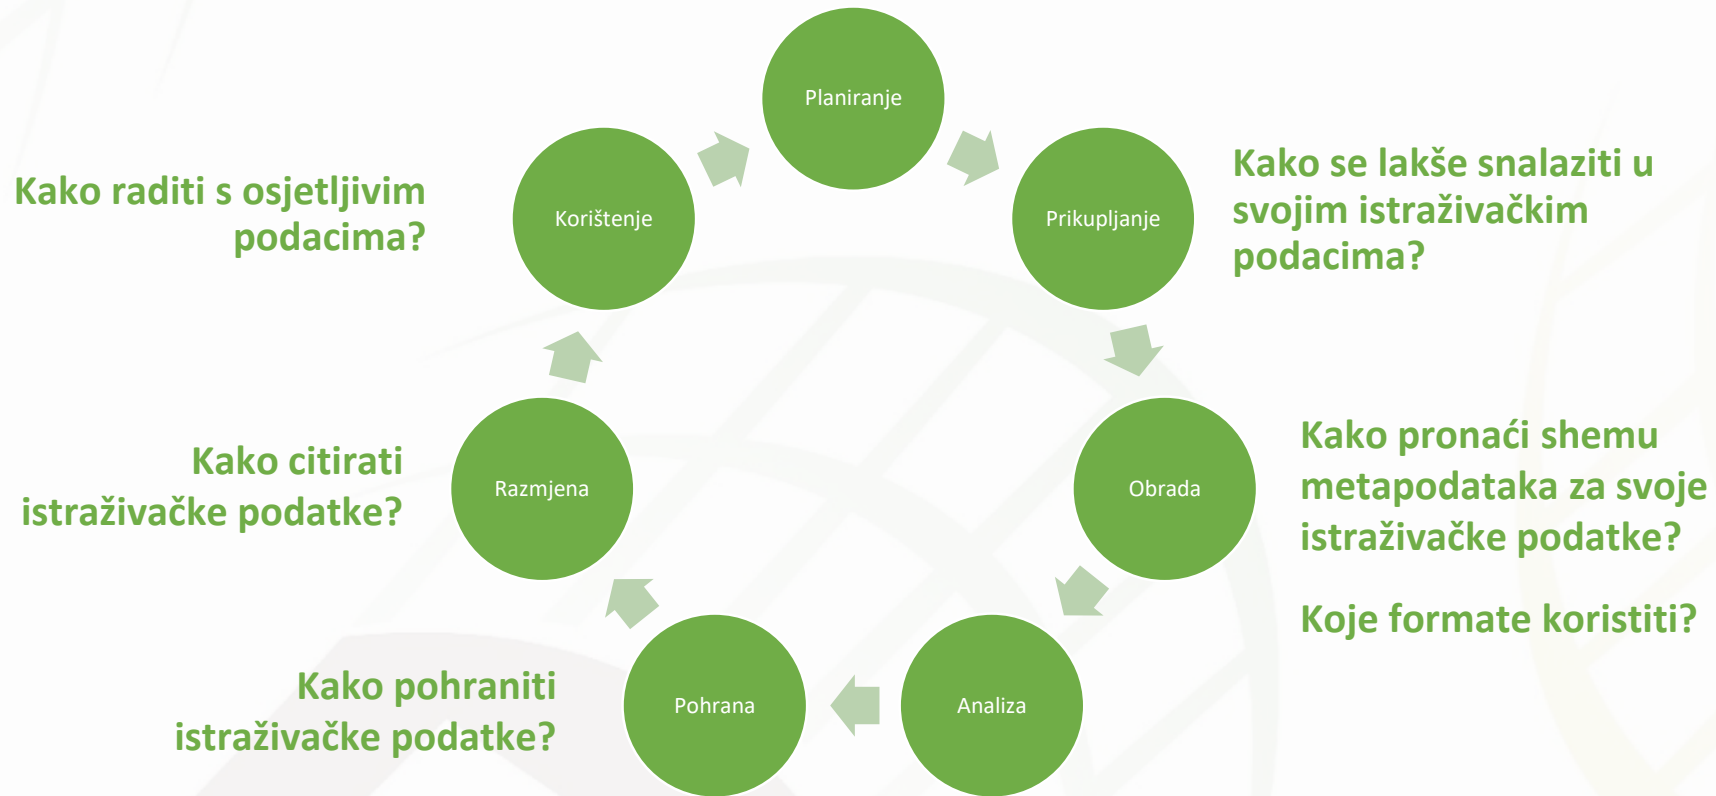 Planiranje
Kako raditi s osjetljivim
podacima?
Korištenje
Prikupljanje
Kako se lakše snalaziti u
svojim istraživačkim
podacima?
Kako citirati
istraživačke podatke?
Razmjena
Obrada
Kako pronaći shemu
metapodataka za svoje
istraživačke podatke?
Koje formate koristiti?
Kako pohraniti
istraživačke podatke?
Pohrana
Analiza